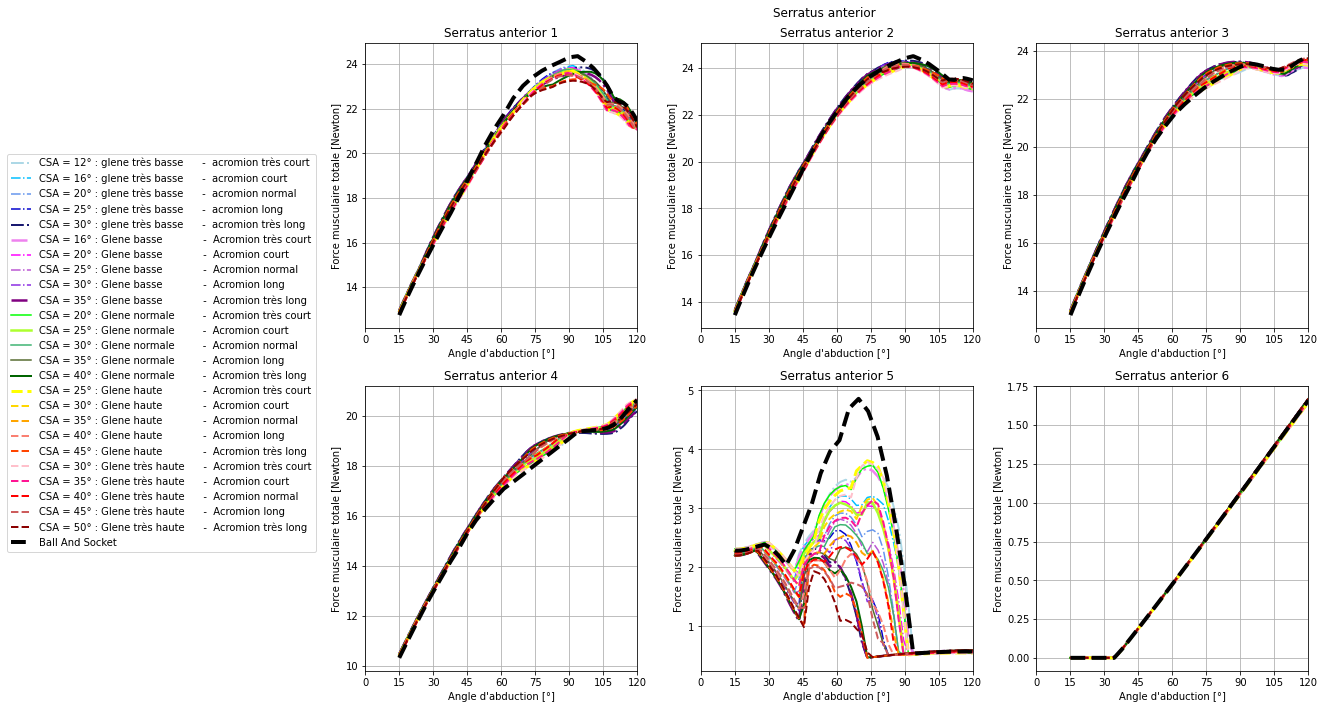 Serratus anterior
CSA = 12° : glene très basse - acromion très court
CSA = 16° : glene très basse - acromion court
CSA = 20° : glene très basse - acromion normal
CSA = 25° : glene très basse - acromion long
CSA = 30° : glene très basse - acromion très long
CSA = 16° : Glene basse - Acromion très court
CSA = 20° : Glene basse - Acromion court
CSA = 25° : Glene basse - Acromion normal
CSA = 30° : Glene basse - Acromion long
CSA = 35° : Glene basse - Acromion très long
CSA = 20° : Glene normale - Acromion très court
CSA = 25° : Glene normale - Acromion court
CSA = 30° : Glene normale - Acromion normal
CSA = 35° : Glene normale - Acromion long
CSA = 40° : Glene normale - Acromion très long
CSA = 25° : Glene haute - Acromion très court
CSA = 30° : Glene haute - Acromion court
CSA = 35° : Glene haute - Acromion normal
CSA = 40° : Glene haute - Acromion long
CSA = 45° : Glene haute - Acromion très long
CSA = 30° : Glene très haute - Acromion très court
CSA = 35° : Glene très haute - Acromion court
CSA = 40° : Glene très haute - Acromion normal
CSA = 45° : Glene très haute - Acromion long
CSA = 50° : Glene très haute - Acromion très long
Ball And Socket
Serratus anterior 1
Force musculaire totale [Newton]
24
22
20
18
16
14
0 15 30 45 60 75 90 105 120
Angle d'abduction [°]
Serratus anterior 2
Force musculaire totale [Newton]
24
22
20
18
16
14
0 15 30 45 60 75 90 105 120
Angle d'abduction [°]
Serratus anterior 3
Force musculaire totale [Newton]
24
22
20
18
16
14
0 15 30 45 60 75 90 105 120
Angle d'abduction [°]
Serratus anterior 4
Force musculaire totale [Newton]
20
18
16
14
12
10
0 15 30 45 60 75 90 105 120
Angle d'abduction [°]
Serratus anterior 5
Force musculaire totale [Newton]
5
4
3
2
1
0 15 30 45 60 75 90 105 120
Angle d'abduction [°]
Serratus anterior 6
Force musculaire totale [Newton]
1.75
1.50
1.25
1.00
0.75
0.50
0.25
0.00
0 15 30 45 60 75 90 105 120
Angle d'abduction [°]